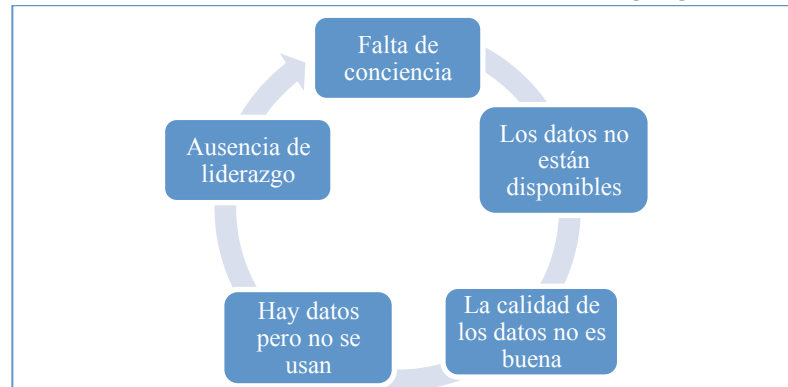 Falta de
conciencia
Los datos no
están
disponibles
La calidad de
los datos no es
buena
Hay datos
pero no se
usan
Ausencia de
liderazgo